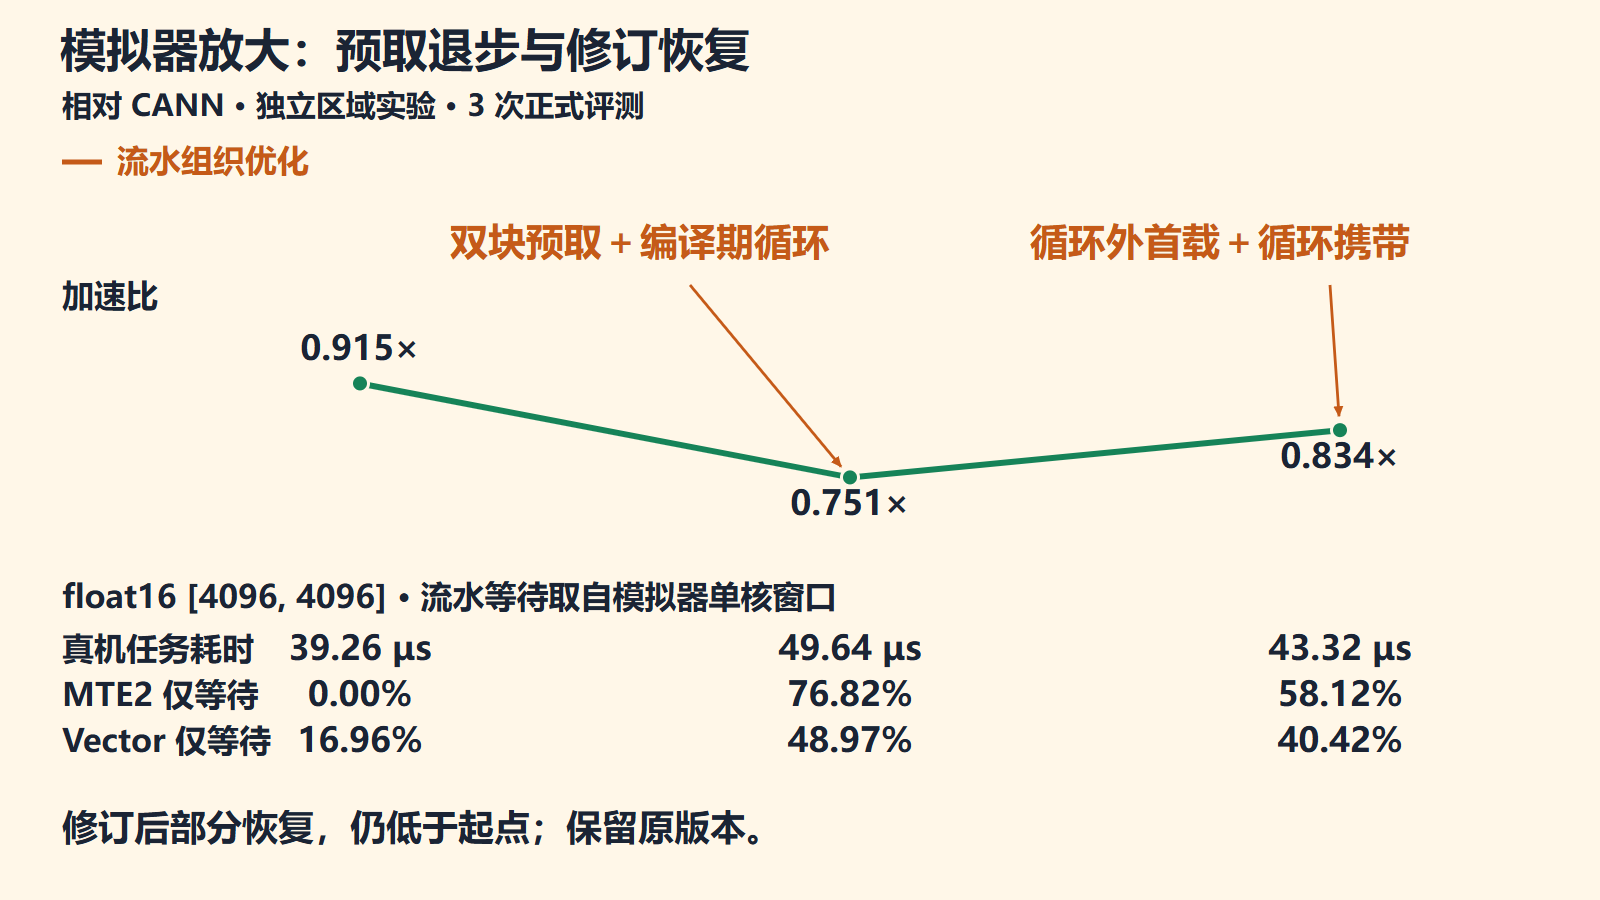 模拟器放大：预取退步与修订恢复
相对 CANN • 独立区域实验 • 3 次正式评测
流水组织优化
双块预取 + 编译期循环
循环外首载 + 循环携带
加速比
0.915×
0.751×
0.834×
float16 [4096, 4096] • 流水等待取自模拟器单核窗口
真机任务耗时 39.26 µs 49.64 µs 43.32 µs
MTE2 仅等待 0.00% 76.82% 58.12%
Vector 仅等待 16.96% 48.97% 40.42%
修订后部分恢复，仍低于起点；保留原版本。